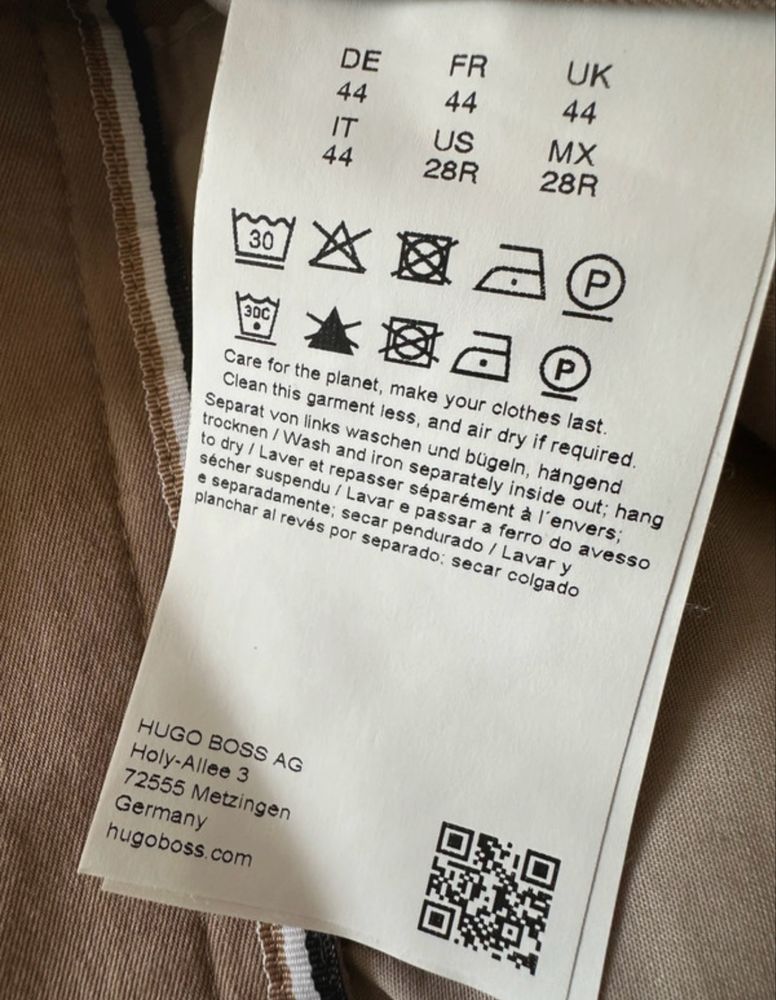 DE FR UK
44 44 44
IT US MX
44 28R 28R
30 P
30C P
Care for the planet, make your clothes last.
Clean this garment less, and air dry if required.
Separat von links waschen und bügeln, hängend
trocknen / Wash and iron separately inside out; hang
to dry / Laver et repasser séparément à l´envers;
sécher suspendu / Lavar e passar a ferro do avesso
e separadamente; secar pendurado / Lavar y
planchar al revés por separado; secar colgado
HUGO BOSS AG
Holy-Allee 3
72555 Metzingen
Germany
hugoboss.com